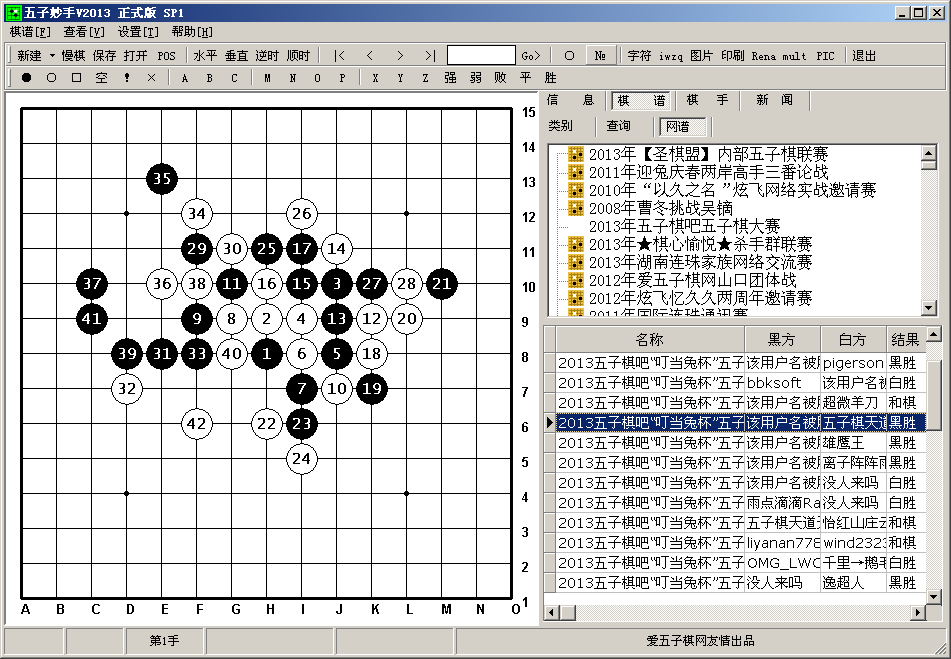 五子妙手V2013 正式版 SP1
棋谱[F] 查看[V] 设置[T] 帮助[H]
新建 慢棋 保存 打开 POS 水平 垂直 逆时 顺时 |< < > >| Go> ○ № 字符 iwzq 图片 印刷 Rena mult PIC 退出
● ○ □ 空 ! × A B C M N O P X Y Z 强 弱 败 平 胜
15
14
35 13
34 26 12
29 30 25 17 14 11
37 36 38 11 16 15 3 27 28 21 10
41 9 8 2 4 13 12 20 9
39 31 33 40 1 6 5 18 8
32 7 10 19 7
42 22 23 6
24 5
4
3
2
1
A B C D E F G H I J K L M N O
信 息 棋 谱 棋 手 新 闻
类别 查询 网谱
2013年【圣棋盟】内部五子棋联赛
2011年迎兔庆春两岸高手三番论战
2010年“以久之名”炫飞网络实战邀请赛
2008年曹冬挑战吴镝
2013年五子棋吧五子棋大赛
2013年★棋心愉悦★杀手群联赛
2013年湖南连珠家族网络交流赛
2012年爱五子棋网山口团体战
2012年炫飞忆久久两周年邀请赛
2011年国际连珠通讯赛
名称 黑方 白方 结果
2013五子棋吧“叮当兔杯”五子 该用户名被 pigerson 黑胜
2013五子棋吧“叮当兔杯”五子 bbksoft 该用户名被 白胜
2013五子棋吧“叮当兔杯”五子 该用户名被 超微羊刀 和棋
2013五子棋吧“叮当兔杯”五子 该用户名被 五子棋天道 黑胜
2013五子棋吧“叮当兔杯”五子 该用户名被 雄鹰王 黑胜
2013五子棋吧“叮当兔杯”五子 该用户名被 离子阵阵雨 黑胜
2013五子棋吧“叮当兔杯”五子 该用户名被 没人来吗 白胜
2013五子棋吧“叮当兔杯”五子 雨点滴滴Ra 没人来吗 白胜
2013五子棋吧“叮当兔杯”五子 五子棋天道 怡红山庄 和棋
2013五子棋吧“叮当兔杯”五子 liyanan778 wind2323 和棋
2013五子棋吧“叮当兔杯”五子 OMG_LWC 千里→鹅毛 白胜
2013五子棋吧“叮当兔杯”五子 没人来吗 逸超人 黑胜
第1手 爱五子棋网友情出品